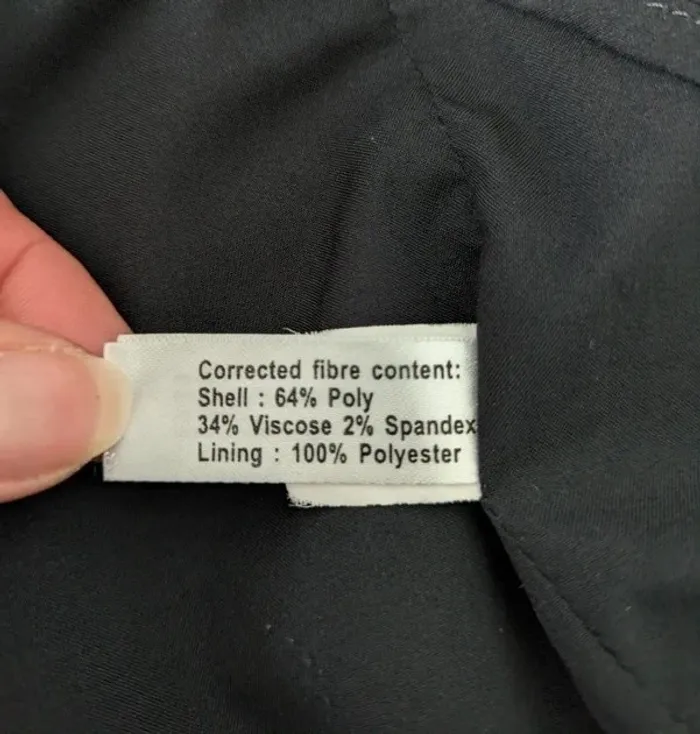 Corrected fibre content:
Shell : 64% Poly
34% Viscose 2% Spandex
Lining : 100% Polyester